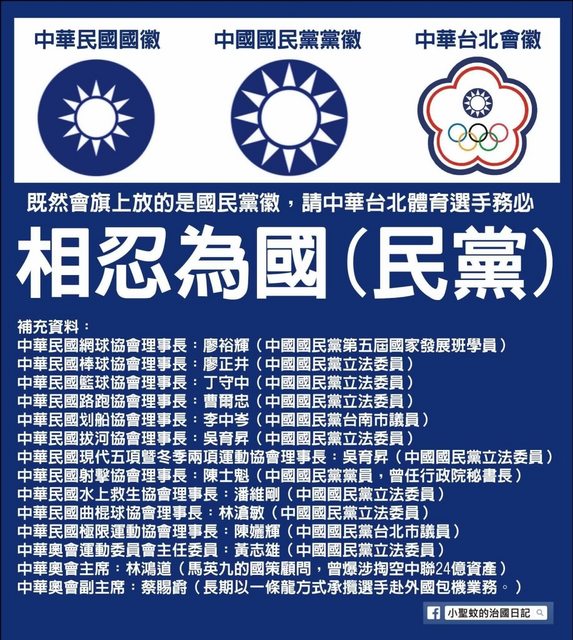 中華民國國徽
中國國民黨黨徽
中華台北會徽
既然會旗上放的是國民黨徽，請中華台北體育選手務必
相忍為國（民黨）
補充資料：
中華民國網球協會理事長：廖裕輝（中國國民黨第五屆國家發展班學員）
中華民國棒球協會理事長：廖正井（中國國民黨立法委員）
中華民國籃球協會理事長：丁守中（中國國民黨立法委員）
中華民國路跑協會理事長：曹爾忠（中國國民黨立法委員）
中華民國划船協會理事長：李中岑（中國國民黨台南市議員）
中華民國拔河協會理事長：吳育昇（中國國民黨立法委員）
中華民國現代五項暨冬季兩項運動協會理事長：吳育昇（中國國民黨立法委員）
中華民國射擊協會理事長：陳士魁（中國國民黨黨員，曾任行政院秘書長）
中華民國水上救生協會理事長：潘維剛（中國國民黨立法委員）
中華民國曲棍球協會理事長：林滄敏（中國國民黨立法委員）
中華民國極限運動協會理事長：陳孋輝（中國國民黨台北市議員）
中華奧會運動委員會主任委員：黃志雄（中國國民黨立法委員）
中華奧會主席：林鴻道（馬英九的國策顧問，曾爆涉掏空中聯24億資產）
中華奧會副主席：蔡賜爵（長期以一條龍方式承攬選手赴外國包機業務。）
小聖蚊的治國日記